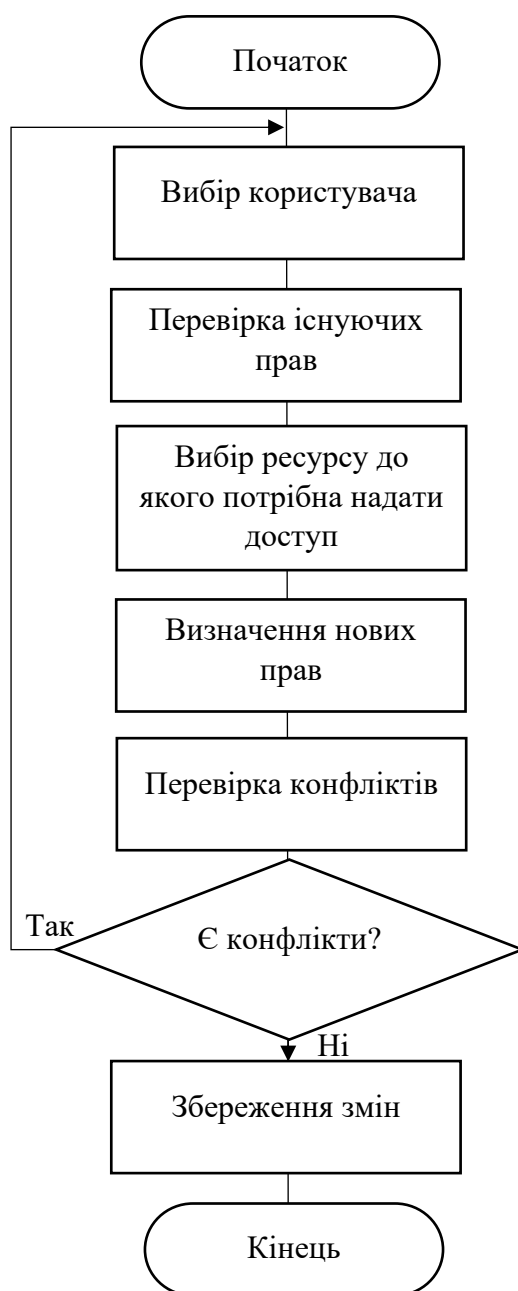 Початок
Вибір користувача
Перевірка існуючих
прав
Вибір ресурсу до
якого потрібна надати
доступ
Визначення нових
прав
Перевірка конфліктів
Так
Є конфлікти?
Ні
Збереження змін
Кінець